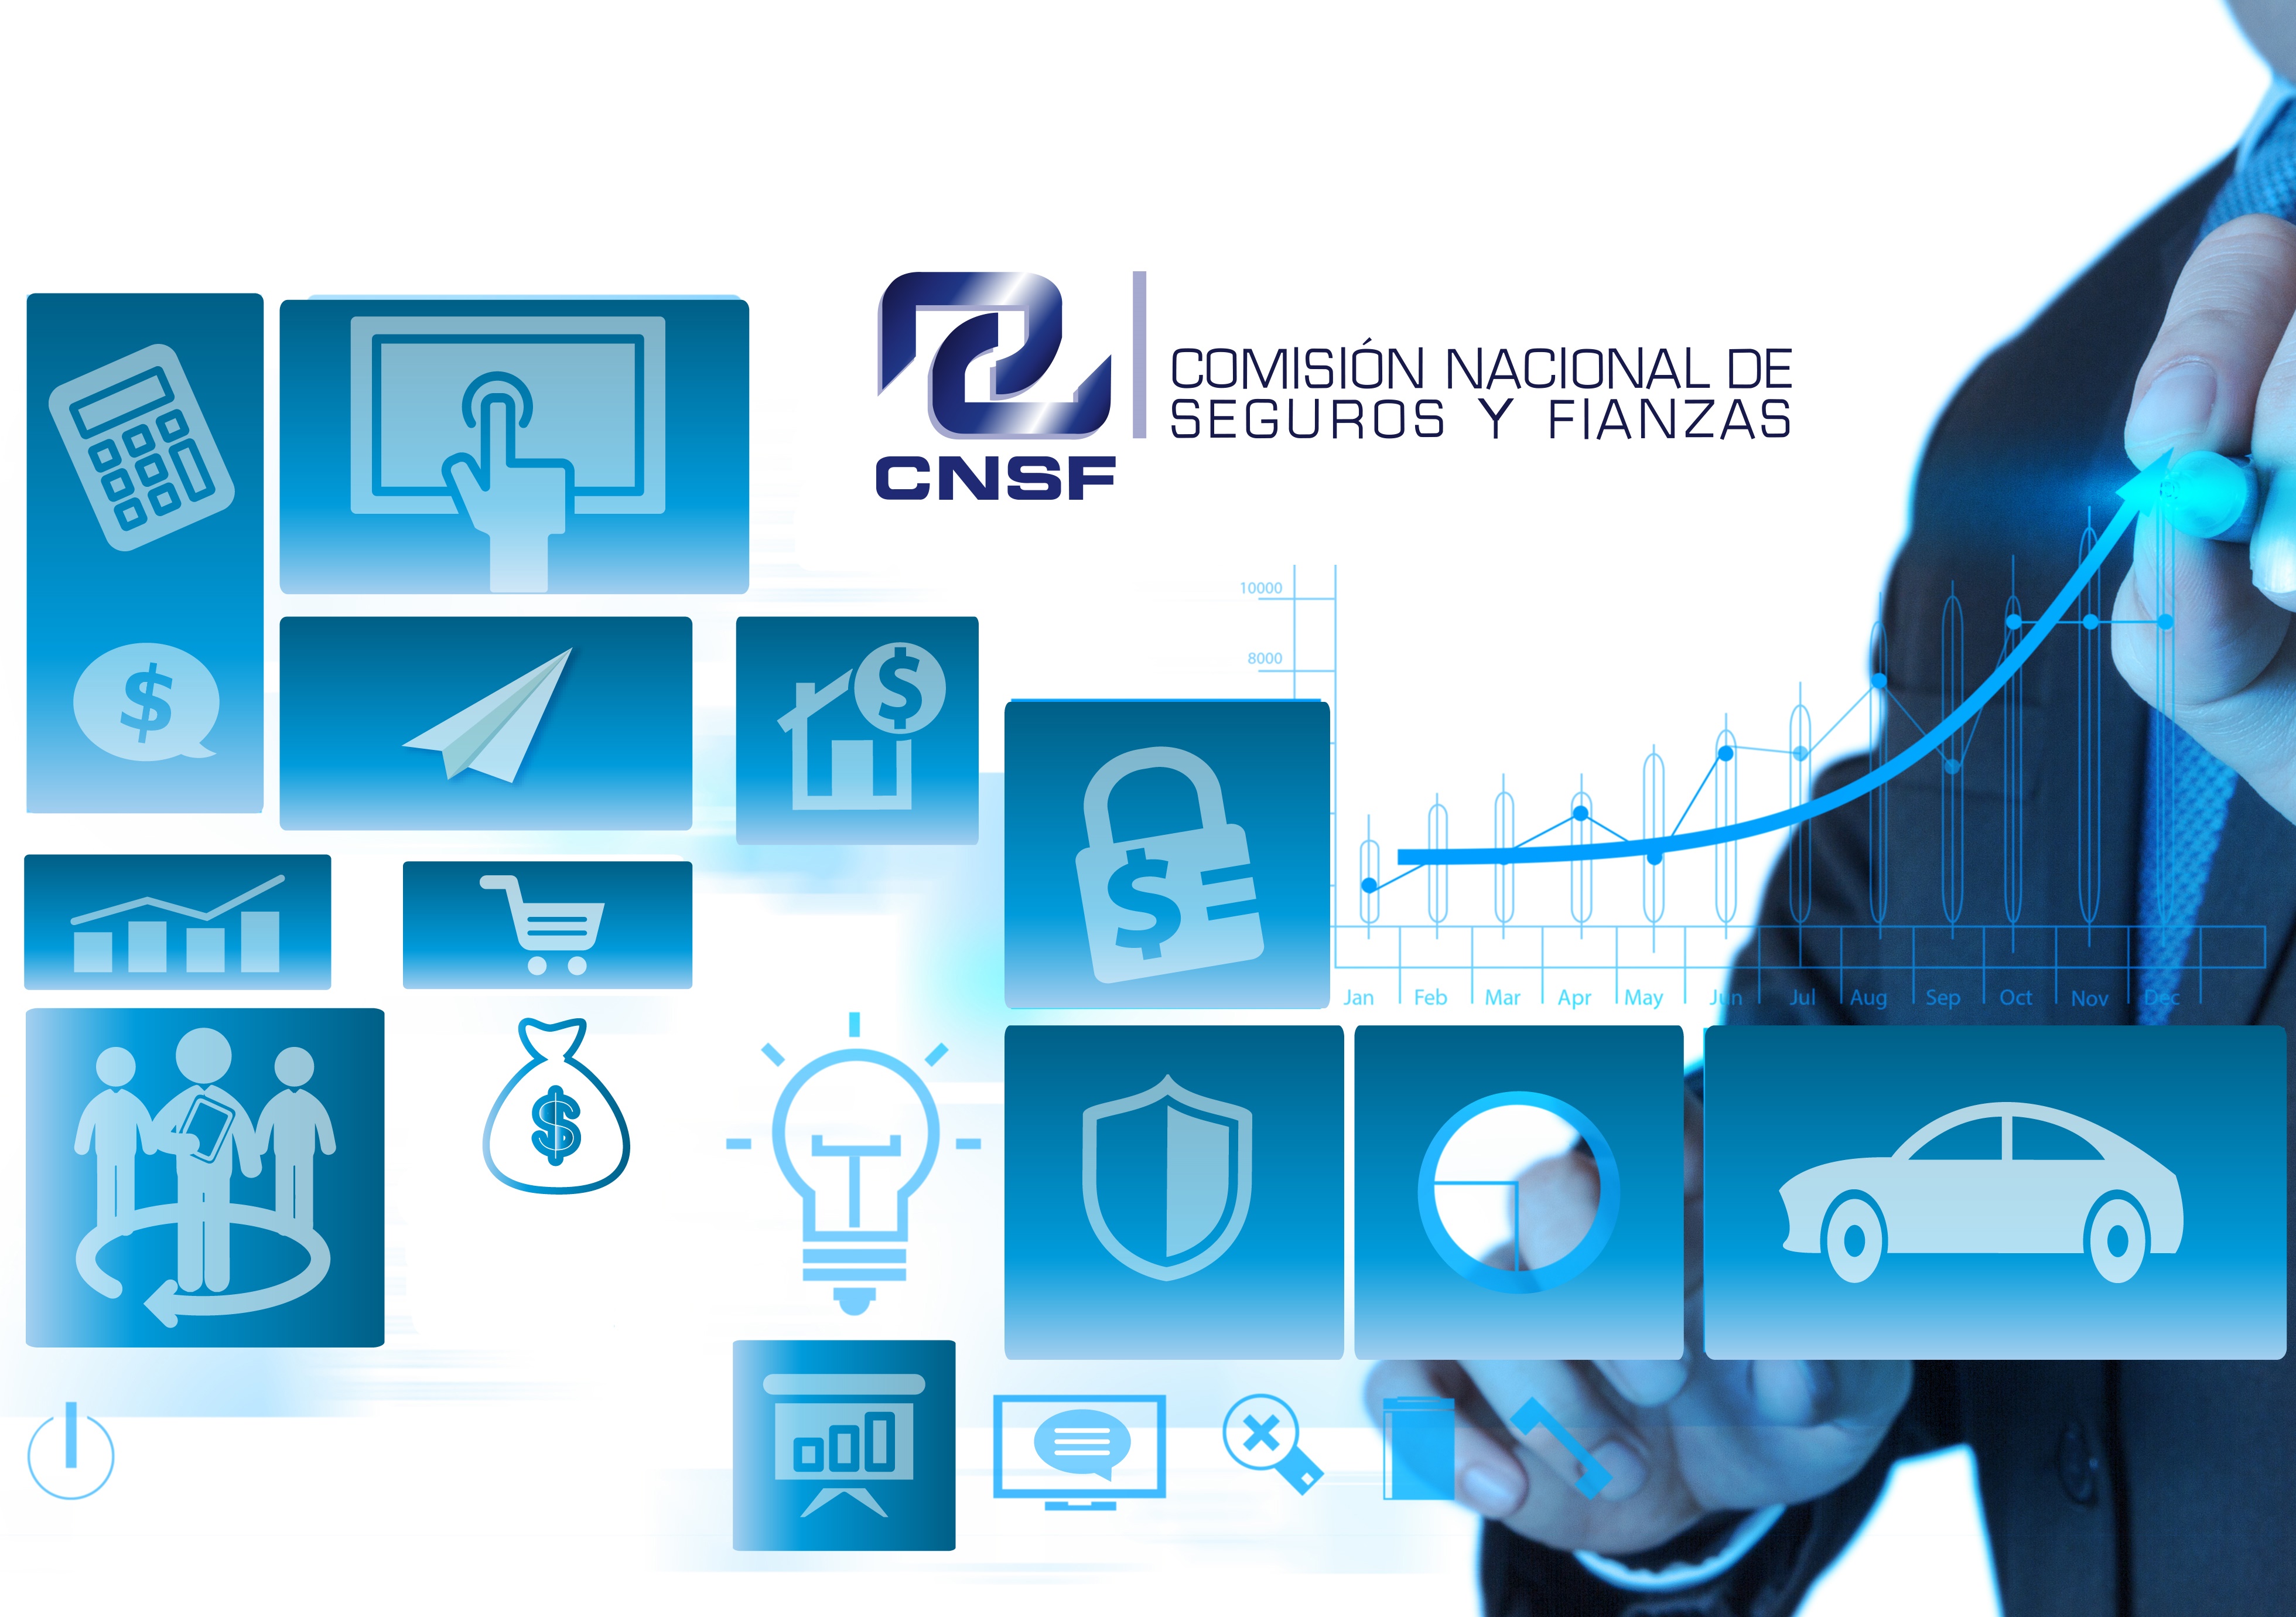 COMISIÓN NACIONAL DE
SEGUROS Y FIANZAS
CNSF
10000
8000
$
$
$
$
Jan Feb Mar Apr May Jun Jul Aug Sep Oct Nov Dec